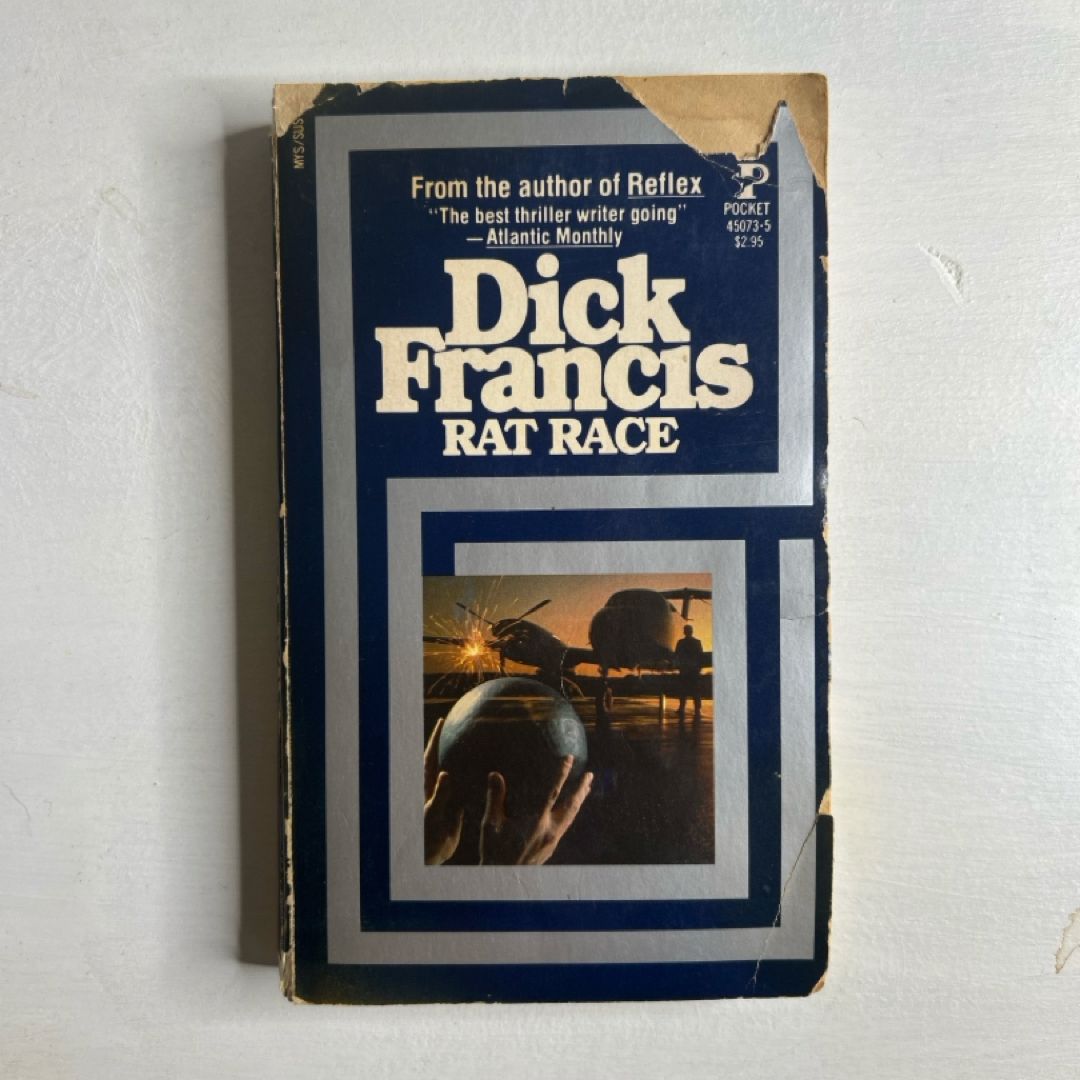 MYS/SUS
From the author of Reflex
"The best thriller writer going"
—Atlantic Monthly
P
POCKET
45073-5
$2.95
Dick
Francis
RAT RACE